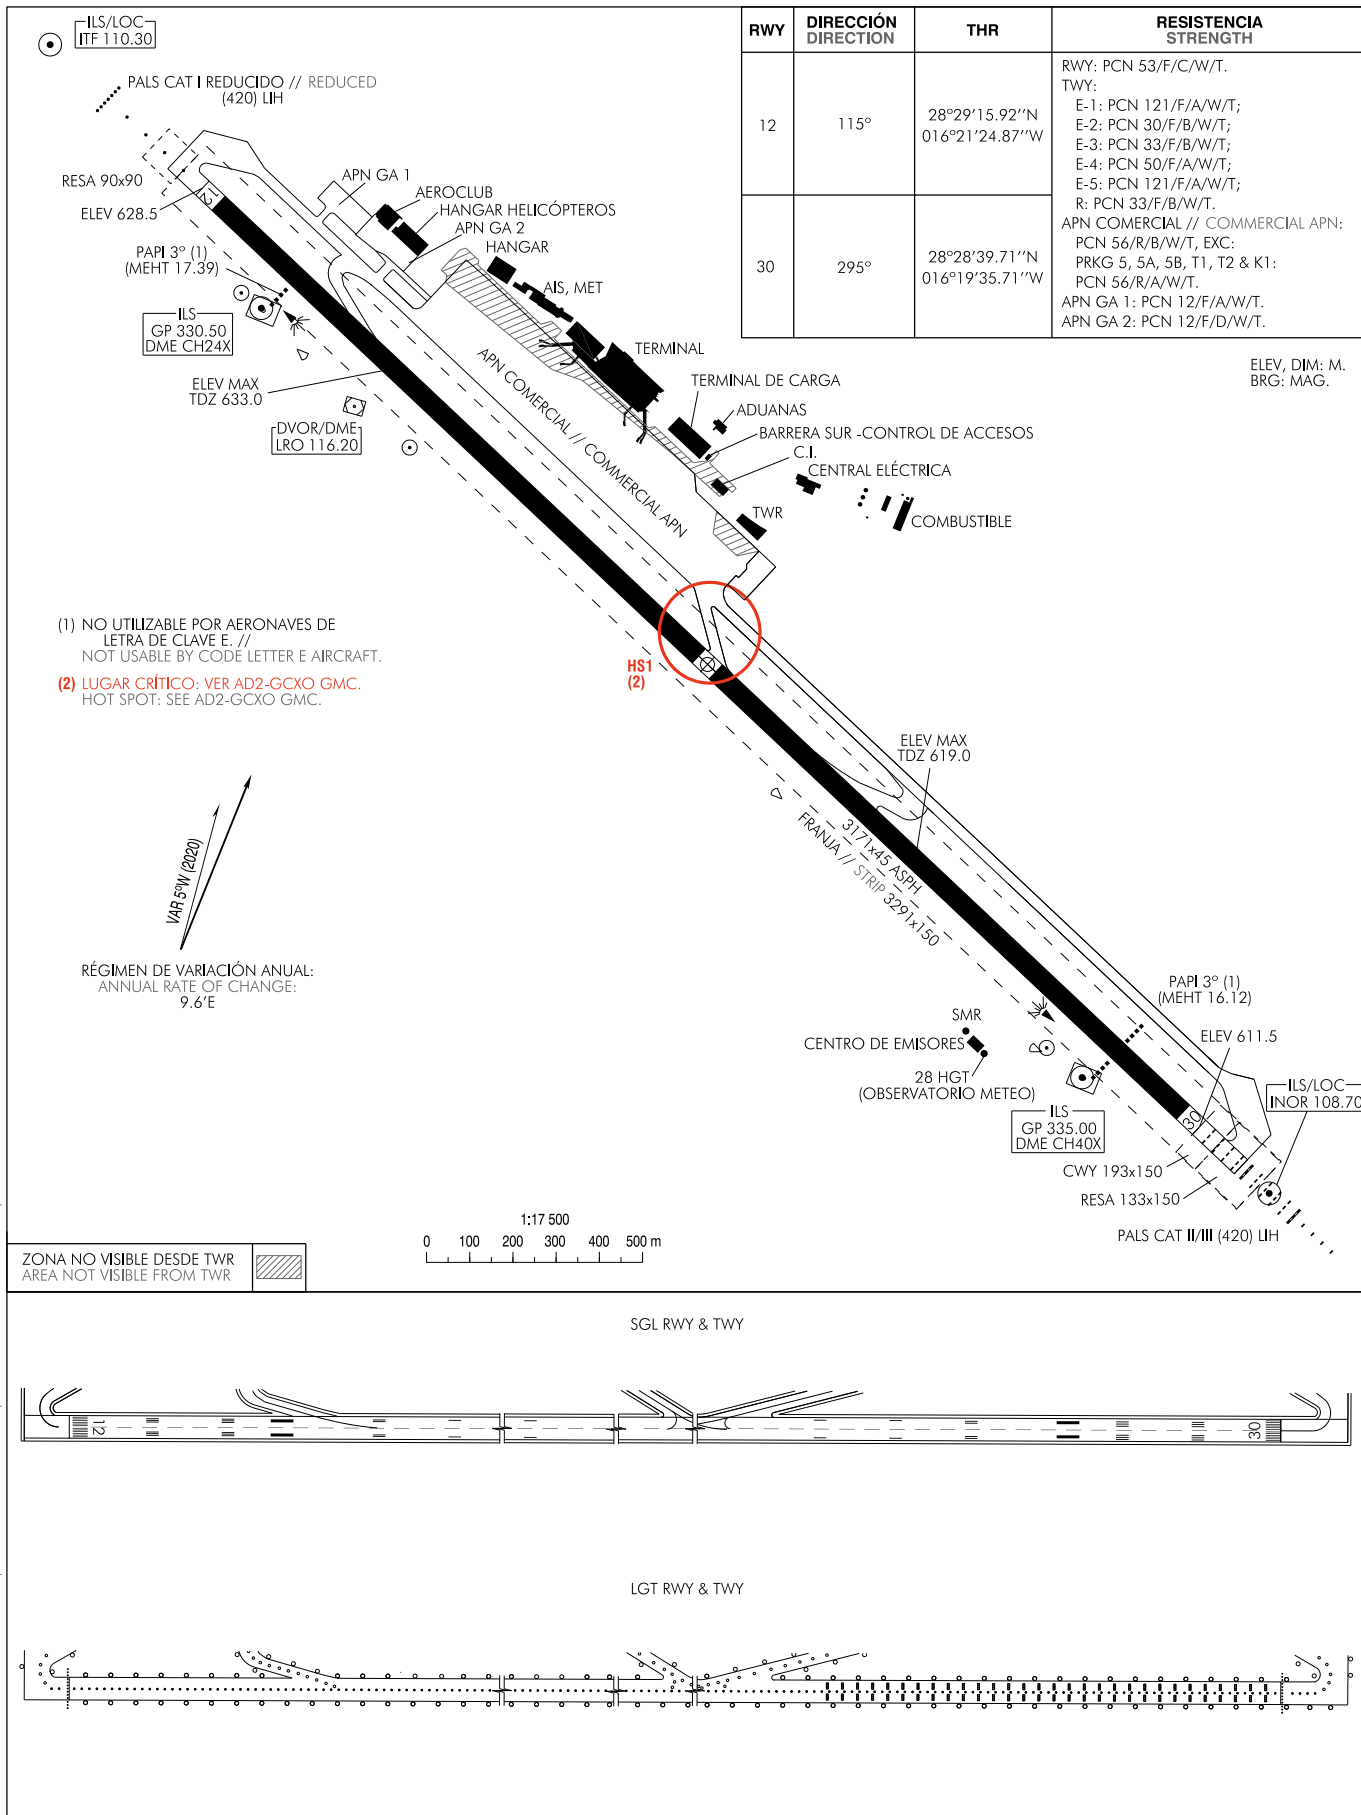 ILS/LOC
ITF 110.30
PALS CAT I REDUCIDO // REDUCED
(420) LIH
RESA 90x90
ELEV 628.5
12
PAPI 3º (1)
(MEHT 17.39)
ILS
GP 330.50
DME CH24X
ELEV MAX
TDZ 633.0
DVOR/DME
LRO 116.20
APN GA 1
AEROCLUB
HANGAR HELICÓPTEROS
APN GA 2
HANGAR
AIS, MET
TERMINAL
APN COMERCIAL // COMMERCIAL APN
TERMINAL DE CARGA
ADUANAS
BARRERA SUR -CONTROL DE ACCESOS
C.I.
CENTRAL ELÉCTRICA
COMBUSTIBLE
TWR
RWY
DIRECCIÓN
DIRECTION
THR
RESISTENCIA
STRENGTH
12
115º
28º29'15.92''N
016º21'24.87''W
30
295º
28º28'39.71''N
016º19'35.71''W
RWY: PCN 53/F/C/W/T.
TWY:
E-1: PCN 121/F/A/W/T;
E-2: PCN 30/F/B/W/T;
E-3: PCN 33/F/B/W/T;
E-4: PCN 50/F/A/W/T;
E-5: PCN 121/F/A/W/T;
R: PCN 33/F/B/W/T.
APN COMERCIAL // COMMERCIAL APN:
PCN 56/R/B/W/T, EXC:
PRKG 5, 5A, 5B, T1, T2 & K1:
PCN 56/R/A/W/T.
APN GA 1: PCN 12/F/A/W/T.
APN GA 2: PCN 12/F/D/W/T.
ELEV, DIM: M.
BRG: MAG.
(1) NO UTILIZABLE POR AERONAVES DE
LETRA DE CLAVE E. //
NOT USABLE BY CODE LETTER E AIRCRAFT.
(2) LUGAR CRÍTICO: VER AD2-GCXO GMC.
HOT SPOT: SEE AD2-GCXO GMC.
HS1
(2)
ELEV MAX
TDZ 619.0
3171x45 ASPH
FRANJA // STRIP 3291x150
VAR 5ºW (2020)
RÉGIMEN DE VARIACIÓN ANUAL:
ANNUAL RATE OF CHANGE:
9.6'E
PAPI 3º (1)
(MEHT 16.12)
SMR
CENTRO DE EMISORES
28 HGT
(OBSERVATORIO METEO)
ELEV 611.5
ILS/LOC
INOR 108.70
ILS
GP 335.00
DME CH40X
30
CWY 193x150
RESA 133x150
PALS CAT II/III (420) LIH
1:17 500
0 100 200 300 400 500 m
ZONA NO VISIBLE DESDE TWR
AREA NOT VISIBLE FROM TWR
SGL RWY & TWY
12
30
LGT RWY & TWY